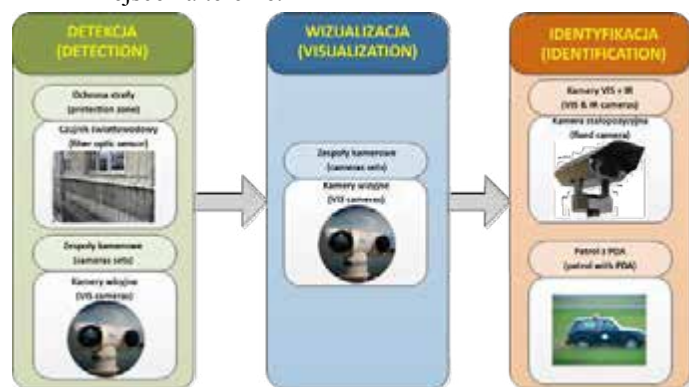 DETEKCJA
(DETECTION)
Ochrona strefy
(protection zone)
Czujnik światłowodowy
(fiber optic sensor)
Zespoły kamerowe
(cameras sets)
Kamery wizyjne
(VIS cameras)
WIZUALIZACJA
(VISUALIZATION)
Zespoły kamerowe
(cameras sets)
Kamery wizyjne
(VIS cameras)
IDENTYFIKACJA
(IDENTIFICATION)
Kamery VIS + IR
(VIS & IR cameras)
Kamera stałopozycyjna
(fixed camera)
Patrol z PDA
(patrol with PDA)